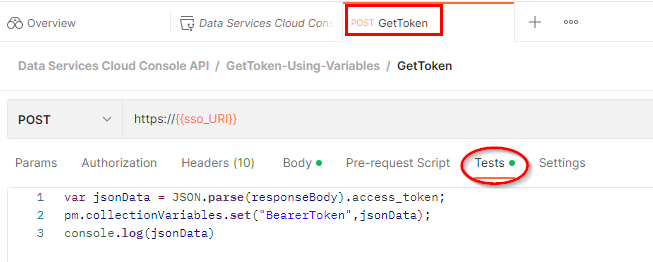 Overview
Data Services Cloud Con
POST GetToken
Data Services Cloud Console API / GetToken-Using-Variables / GetToken
POST
https://{{sso_URI}}
Params Authorization Headers (10) Body Pre-request Script Tests Settings
1 var jsonData = JSON.parse(responseBody).access_token;
2 pm.collectionVariables.set("BearerToken",jsonData);
3 console.log(jsonData)